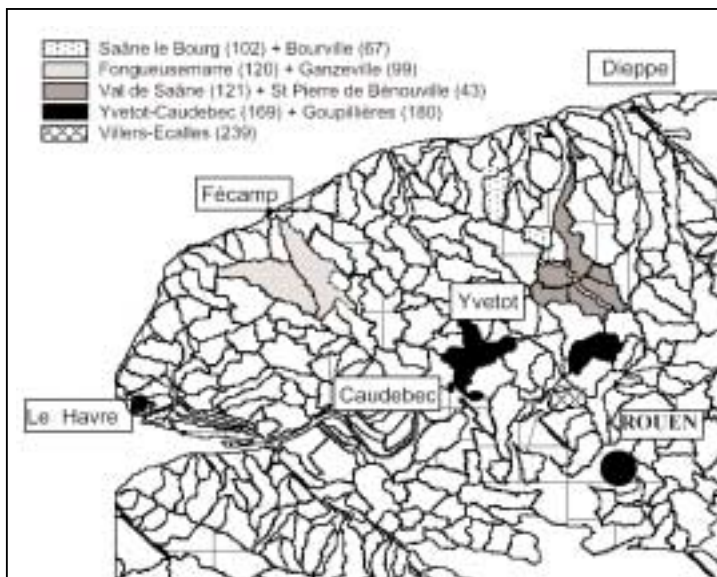 Saâne le Bourg (102) + Bourville (67)
Fongueusemarre (120) + Ganzeville (99)
Val de Saâne (121) + St Pierre de Bénouville (43)
Yvetot-Caudebec (169) + Goupillières (180)
Villers-Ecalles (239)
Dieppe
Fécamp
Yvetot
Caudebec
Le Havre
ROUEN